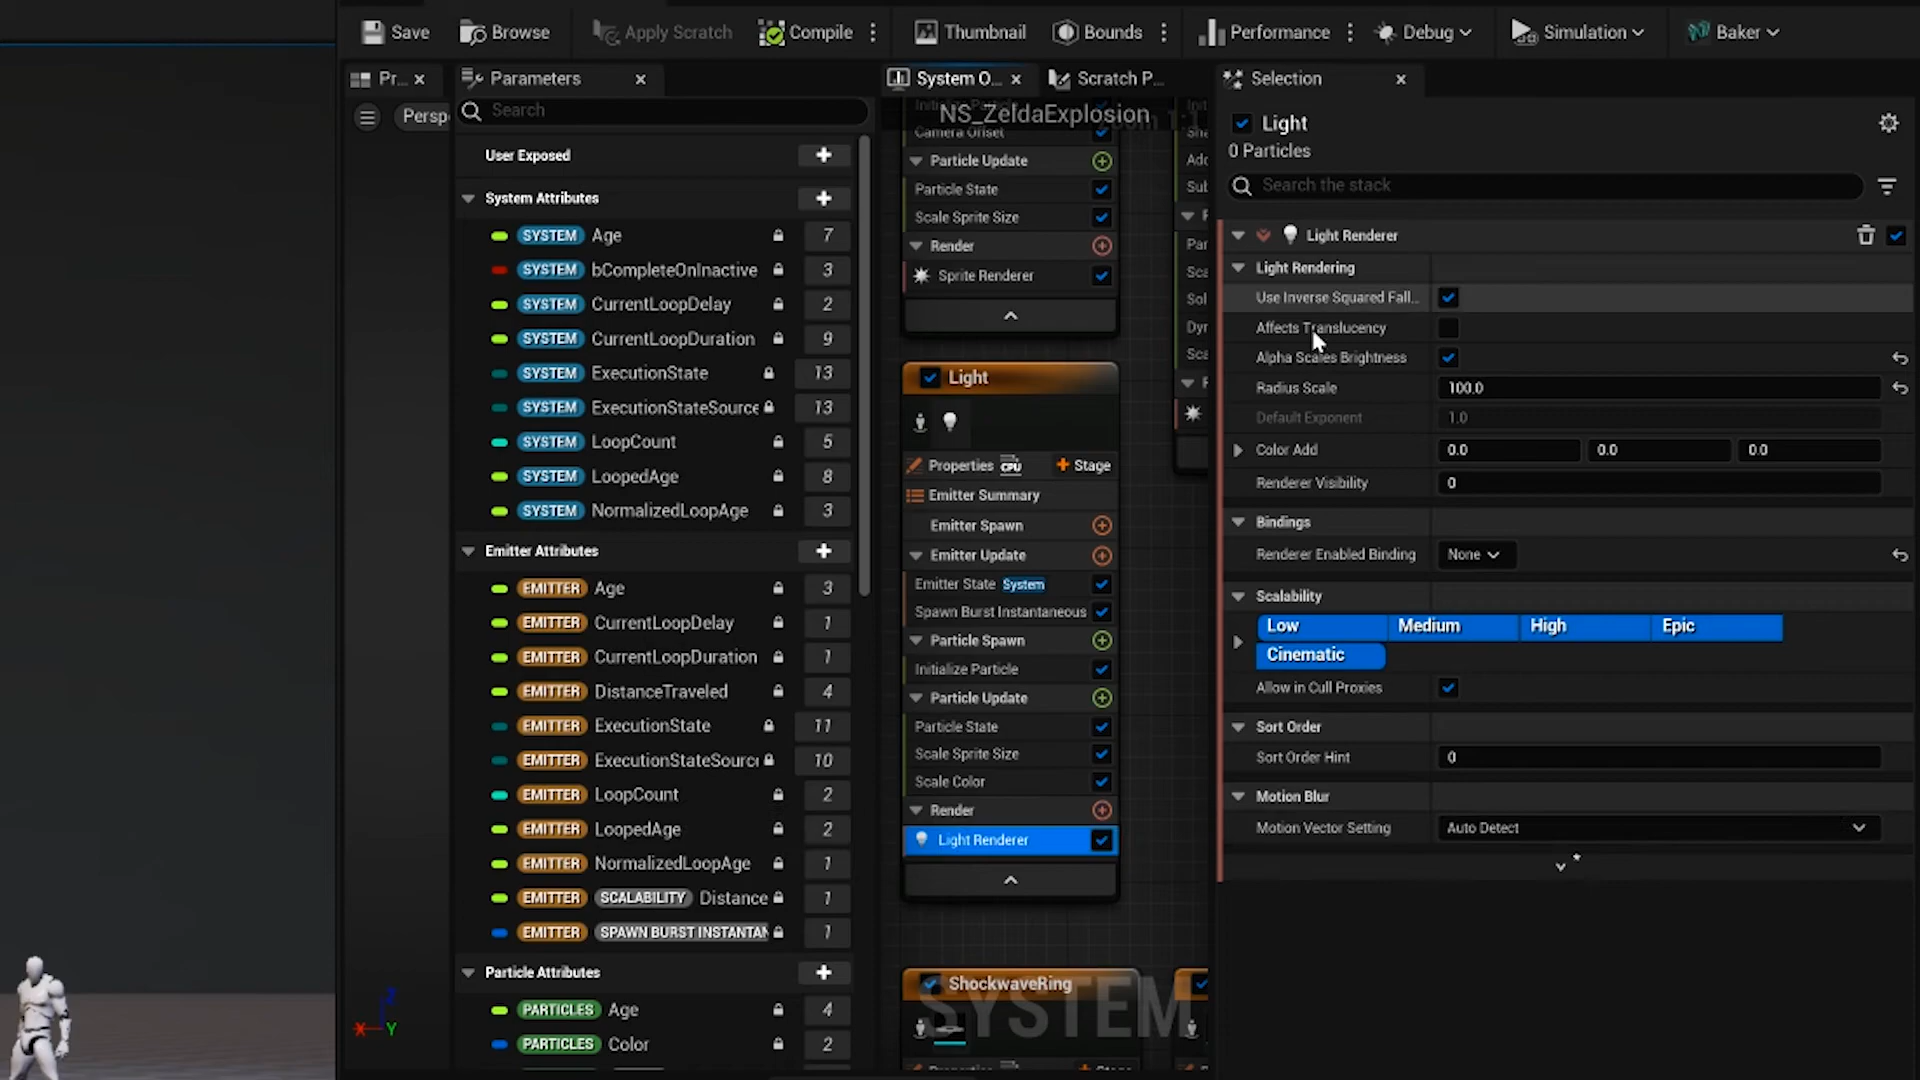 Save
Browse
Apply Scratch
Compile
Thumbnail
Bounds
Performance
Debug
Simulation
Baker
Pr...
Parameters
System O...
Scratch P...
Selection
Persp
Search
User Exposed
System Attributes
SYSTEM Age 7
SYSTEM bCompleteOnInactive 3
SYSTEM CurrentLoopDelay 2
SYSTEM CurrentLoopDuration 9
SYSTEM ExecutionState 13
SYSTEM ExecutionStateSource 13
SYSTEM LoopCount 5
SYSTEM LoopedAge 8
SYSTEM NormalizedLoopAge 3
Emitter Attributes
EMITTER Age 3
EMITTER CurrentLoopDelay 1
EMITTER CurrentLoopDuration 1
EMITTER DistanceTraveled 4
EMITTER ExecutionState 11
EMITTER ExecutionStateSourc 10
EMITTER LoopCount 2
EMITTER LoopedAge 2
EMITTER NormalizedLoopAge 1
EMITTER SCALABILITY Distance 1
EMITTER SPAWN BURST INSTANTAN 1
Particle Attributes
PARTICLES Age 4
PARTICLES Color 2
X
Z
Y
NS_ZeldaExplosion
Camera Offset
Particle Update
Particle State
Scale Sprite Size
Render
Sprite Renderer
Light
Properties CPU Stage
Emitter Summary
Emitter Spawn
Emitter Update
Emitter State System
Spawn Burst Instantaneous
Particle Spawn
Initialize Particle
Particle Update
Particle State
Scale Sprite Size
Scale Color
Render
Light Renderer
ShockwaveRing
SYSTEM
Light
0 Particles
Search the stack
Light Renderer
Light Rendering
Use Inverse Squared Fall...
Affects Translucency
Alpha Scales Brightness
Radius Scale 100.0
Default Exponent 1.0
Color Add 0.0 0.0 0.0
Renderer Visibility 0
Bindings
Renderer Enabled Binding None
Scalability
Low Medium High Epic
Cinematic
Allow in Cull Proxies
Sort Order
Sort Order Hint 0
Motion Blur
Motion Vector Setting Auto Detect